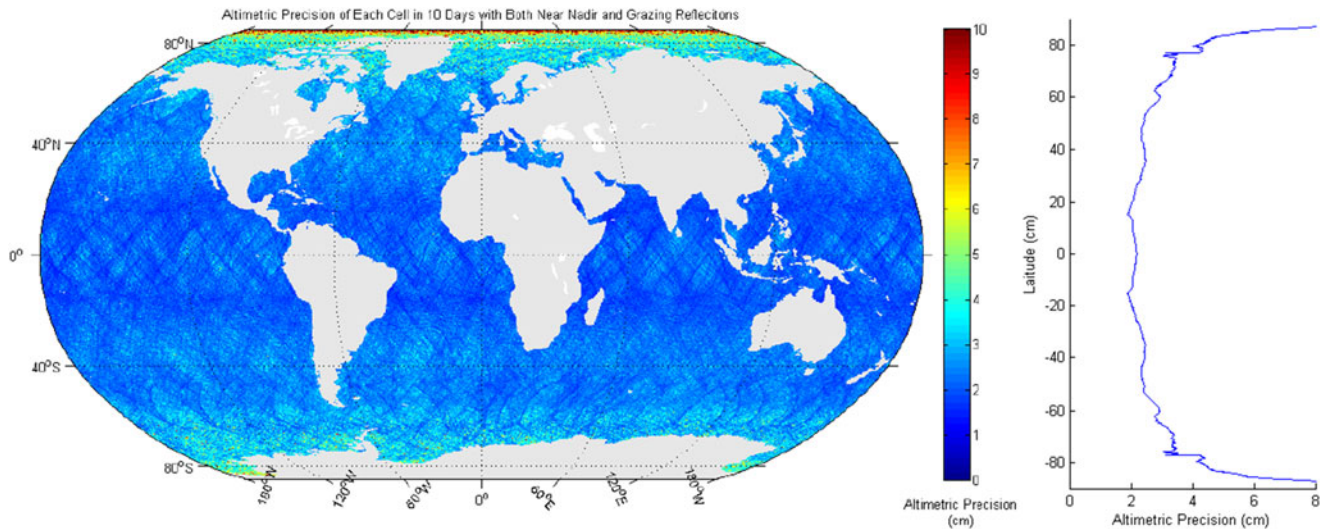 Altimetric Precision of Each Cell in 10 Days with Both Near Nadir and Grazing Reflecitons
80°N
40°N
0°
40°S
80°S
180°W
120°W
60°W
0°
60°E
120°E
180°W
10
9
8
7
6
5
4
3
2
1
0
Altimetric Precision
(cm)
Laitude (cm)
80
60
40
20
0
-20
-40
-60
-80
0
2
4
6
8
Altimetric Precision (cm)